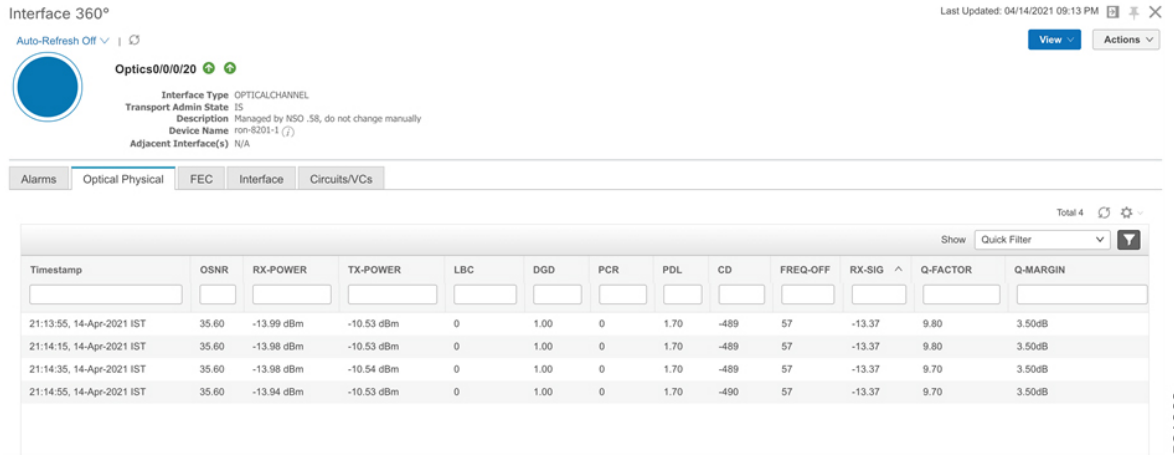 Interface 360°
Last Updated: 04/14/2021 09:13 PM
Auto-Refresh Off |
View
Actions
Optics0/0/0/20
Interface Type OPTICALCHANNEL
Transport Admin State IS
Description Managed by NSO .58, do not change manually
Device Name ron-8201-1
Adjacent Interface(s) N/A
Alarms Optical Physical FEC Interface Circuits/VCs
Total 4
Show Quick Filter
Timestamp OSNR RX-POWER TX-POWER LBC DGD PCR PDL CD FREQ-OFF RX-SIG Q-FACTOR Q-MARGIN
21:13:55, 14-Apr-2021 IST 35.60 -13.99 dBm -10.53 dBm 0 1.00 0 1.70 -489 57 -13.37 9.80 3.50dB
21:14:15, 14-Apr-2021 IST 35.60 -13.98 dBm -10.53 dBm 0 1.00 0 1.70 -489 57 -13.37 9.80 3.50dB
21:14:35, 14-Apr-2021 IST 35.60 -13.98 dBm -10.54 dBm 0 1.00 0 1.70 -489 57 -13.37 9.70 3.50dB
21:14:55, 14-Apr-2021 IST 35.60 -13.94 dBm -10.53 dBm 0 1.00 0 1.70 -490 57 -13.37 9.70 3.50dB